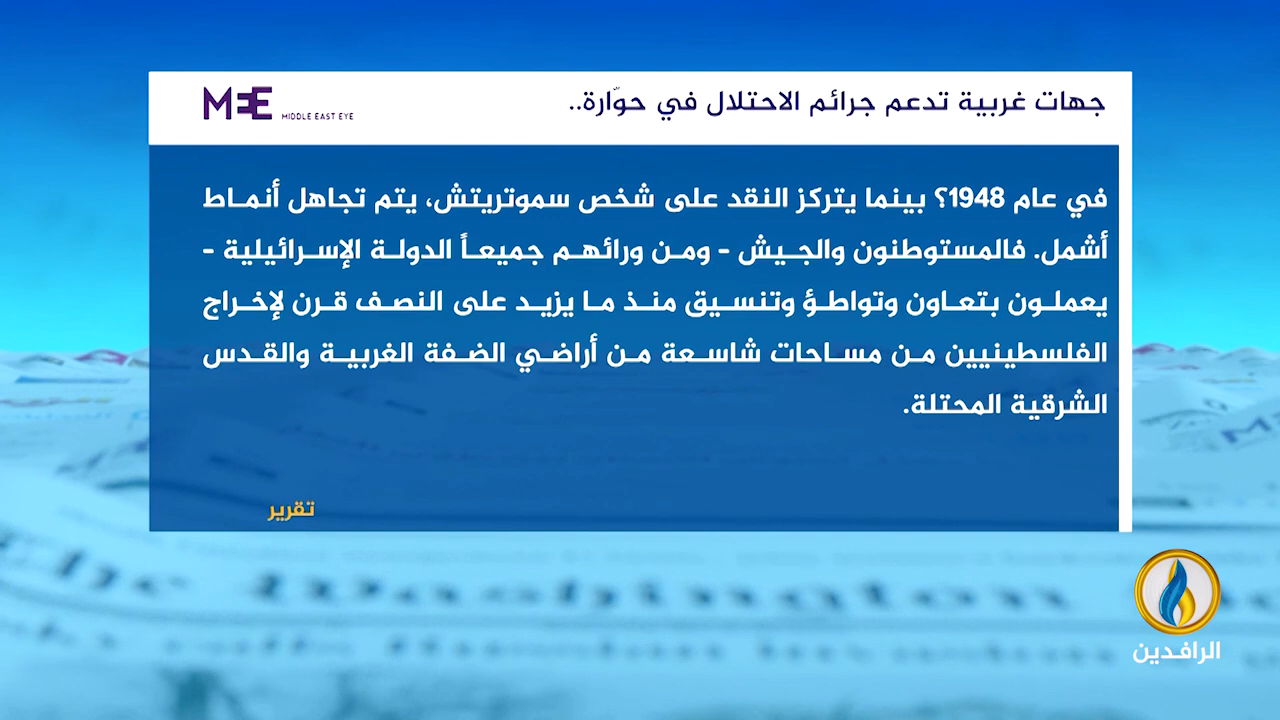 جهات غربية تدعم جرائم الاحتلال في حوّارة..
MEE MIDDLE EAST EYE
في عام 1948؟ بينما يتركز النقد على شخص سموتريتش، يتم تجاهل أنماط
أشمل. فالمستوطنون والجيش - ومن ورائهم جميعاً الدولة الإسرائيلية -
يعملون بتعاون وتواطؤ وتنسيق منذ ما يزيد على النصف قرن لإخراج
الفلسطينيين من مساحات شاسعة من أراضي الضفة الغربية والقدس
الشرقية المحتلة.
تقرير
الرافدين